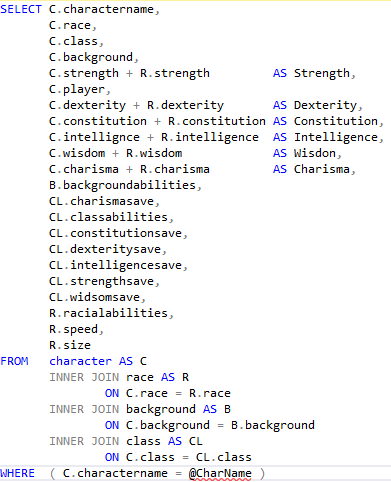 SELECT C.charactername,
C.race,
C.class,
C.background,
C.strength + R.strength AS Strength,
C.player,
C.dexterity + R.dexterity AS Dexterity,
C.constitution + R.constitution AS Constitution,
C.intellignce + R.intelligence AS Intelligence,
C.wisdom + R.wisdom AS Wisdon,
C.charisma + R.charisma AS Charisma,
B.backgroundabilities,
CL.charismasave,
CL.classabilities,
CL.constitutionsave,
CL.dexteritysave,
CL.intelligencesave,
CL.strengthsave,
CL.widsomsave,
R.racialabilities,
R.speed,
R.size
FROM character AS C
INNER JOIN race AS R
ON C.race = R.race
INNER JOIN background AS B
ON C.background = B.background
INNER JOIN class AS CL
ON C.class = CL.class
WHERE ( C.charactername = @CharName )